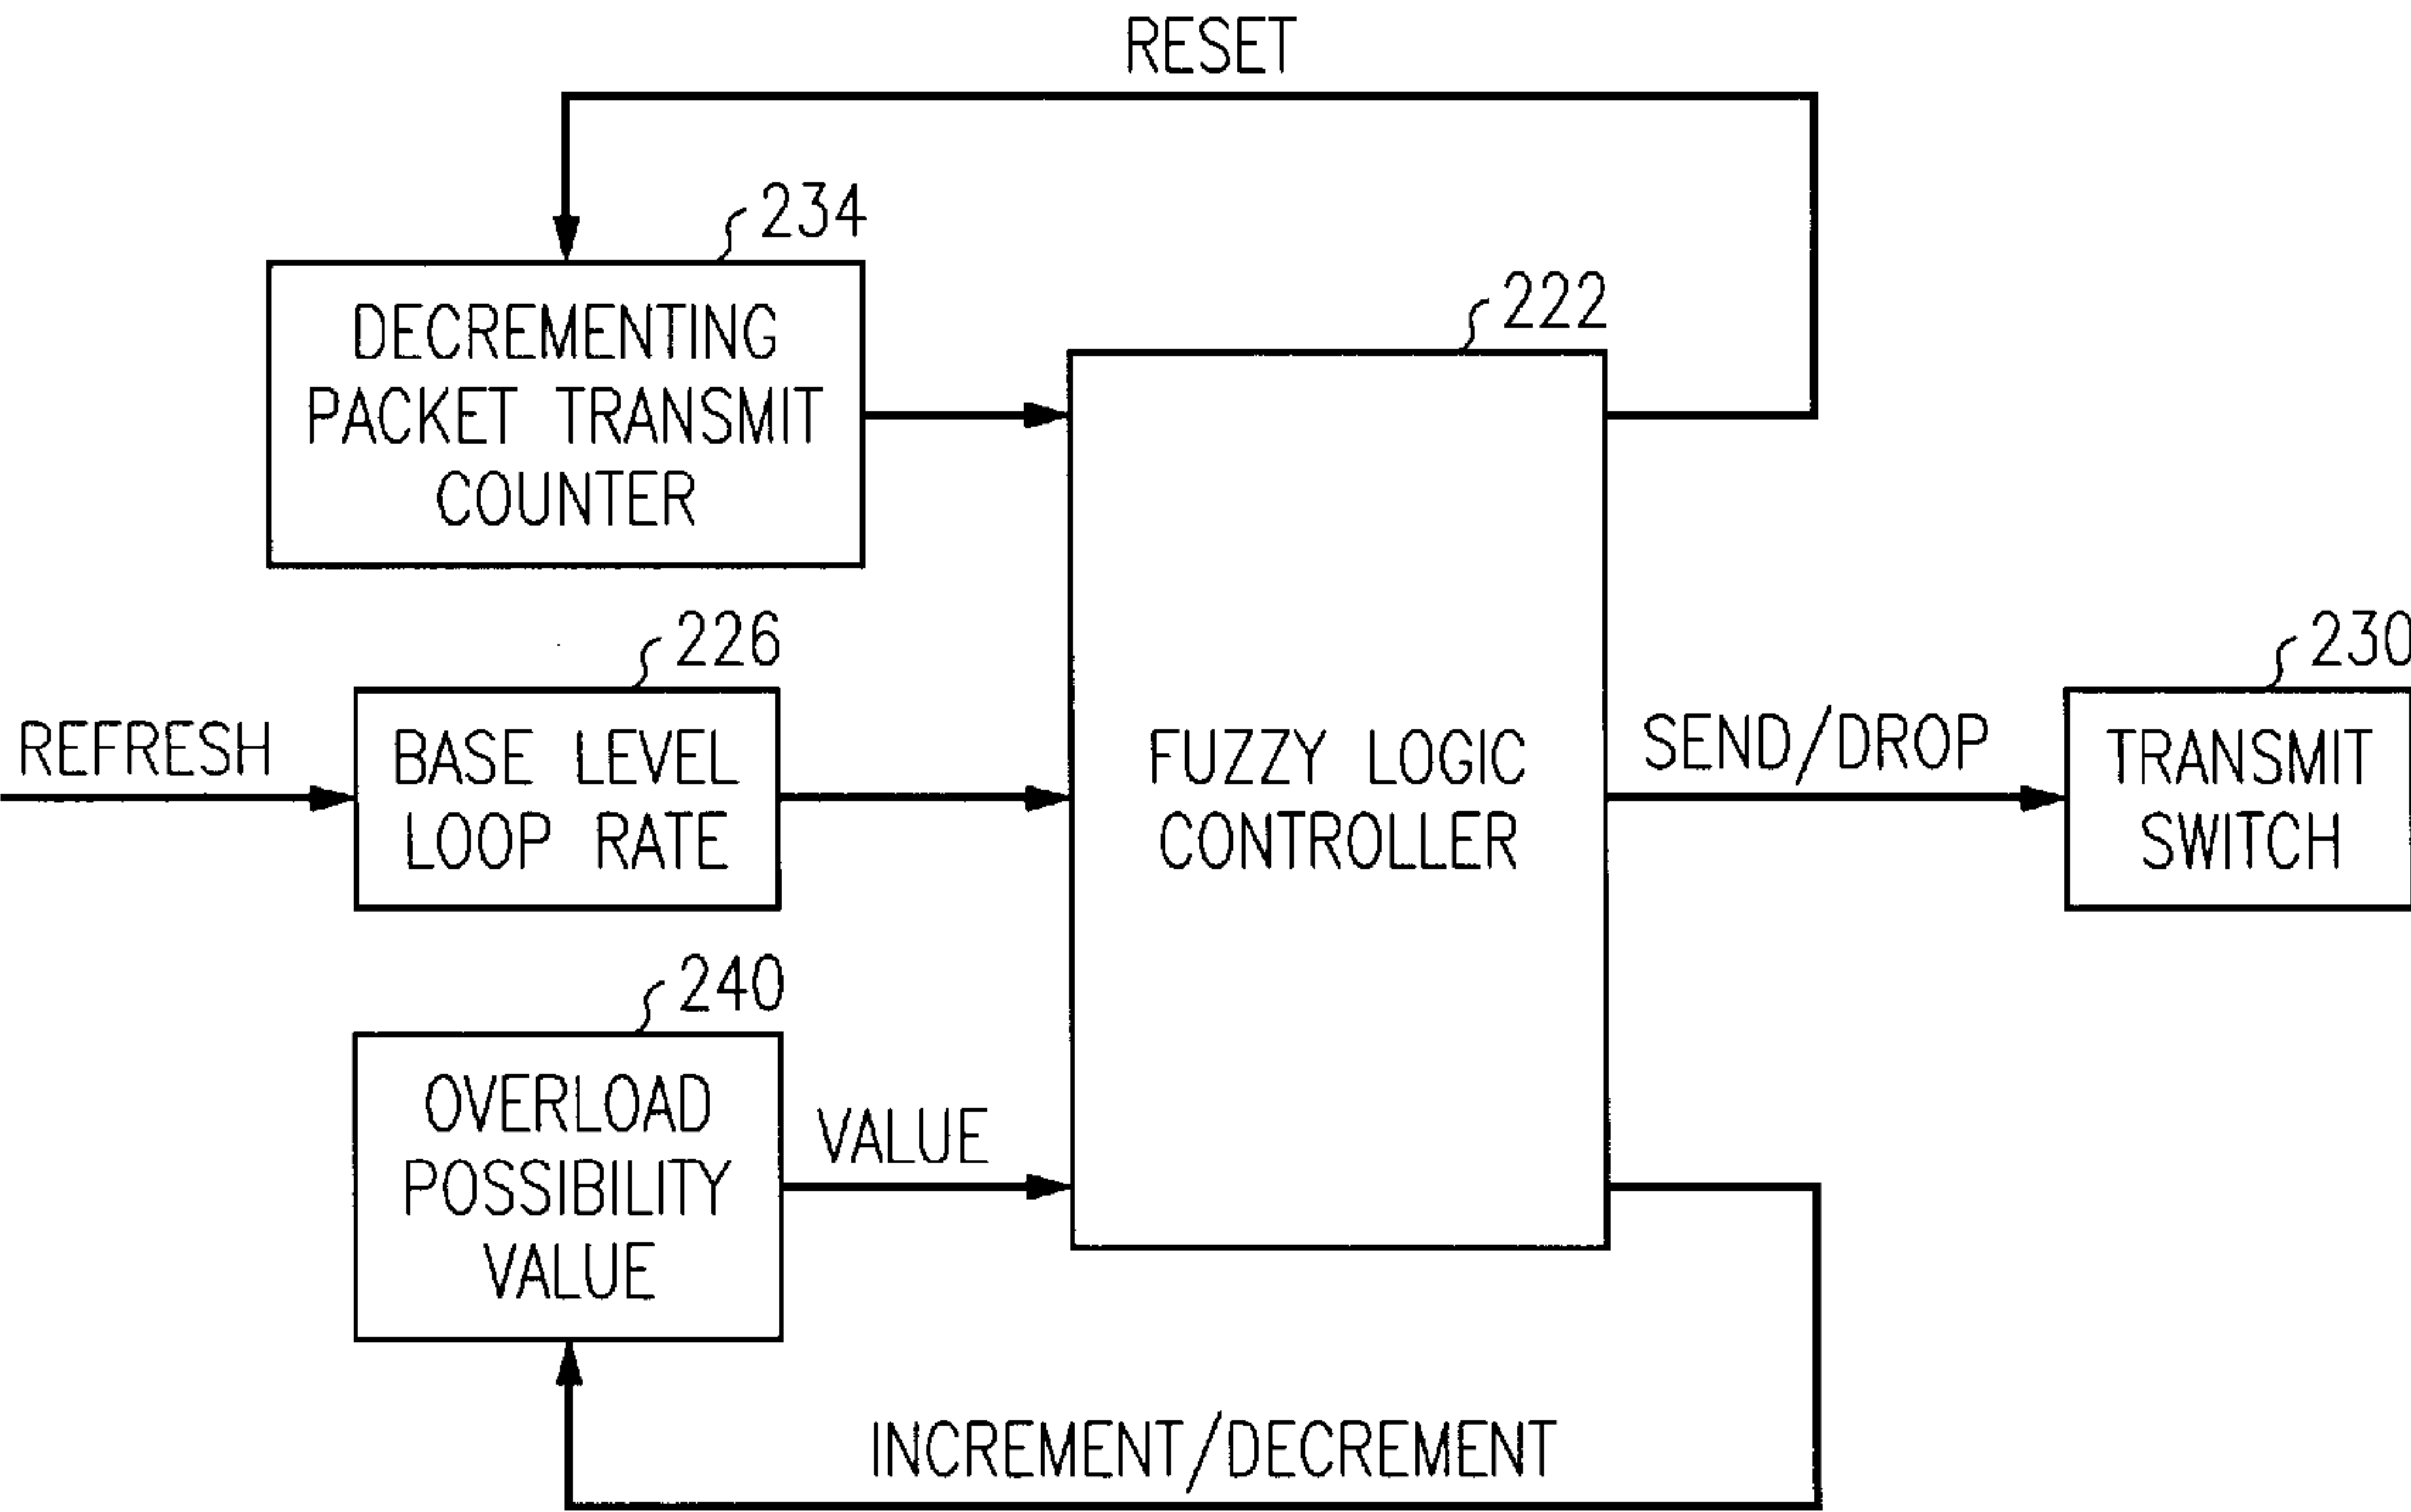 RESET
234
DECREMENTING
PACKET TRANSMIT
COUNTER
222
226
REFRESH
BASE LEVEL
LOOP RATE
FUZZY LOGIC
CONTROLLER
SEND/DROP
230
TRANSMIT
SWITCH
240
OVERLOAD
POSSIBILITY
VALUE
VALUE
INCREMENT/DECREMENT